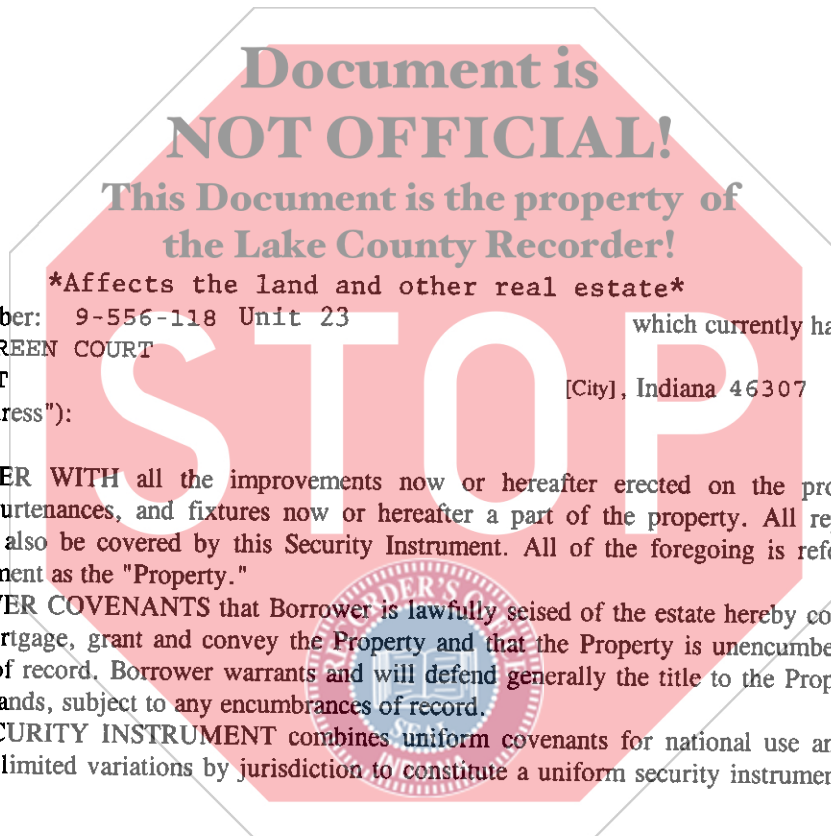 Document is
NOT OFFICIAL!
This Document is the property of
the Lake County Recorder!
*Affects the land and other real estate*
ber: 9-556-118 Unit 23 which currently ha
REEN COURT
T [City], Indiana 46307
ress"):
ER WITH all the improvements now or hereafter erected on the pro
urtenances, and fixtures now or hereafter a part of the property. All re
also be covered by this Security Instrument. All of the foregoing is refe
ment as the "Property."
VER COVENANTS that Borrower is lawfully seised of the estate hereby co
rtgage, grant and convey the Property and that the Property is unencumbe
of record. Borrower warrants and will defend generally the title to the Prop
ands, subject to any encumbrances of record.
CURITY INSTRUMENT combines uniform covenants for national use an
limited variations by jurisdiction to constitute a uniform security instrumen
STOP
SEAL
INDIANA